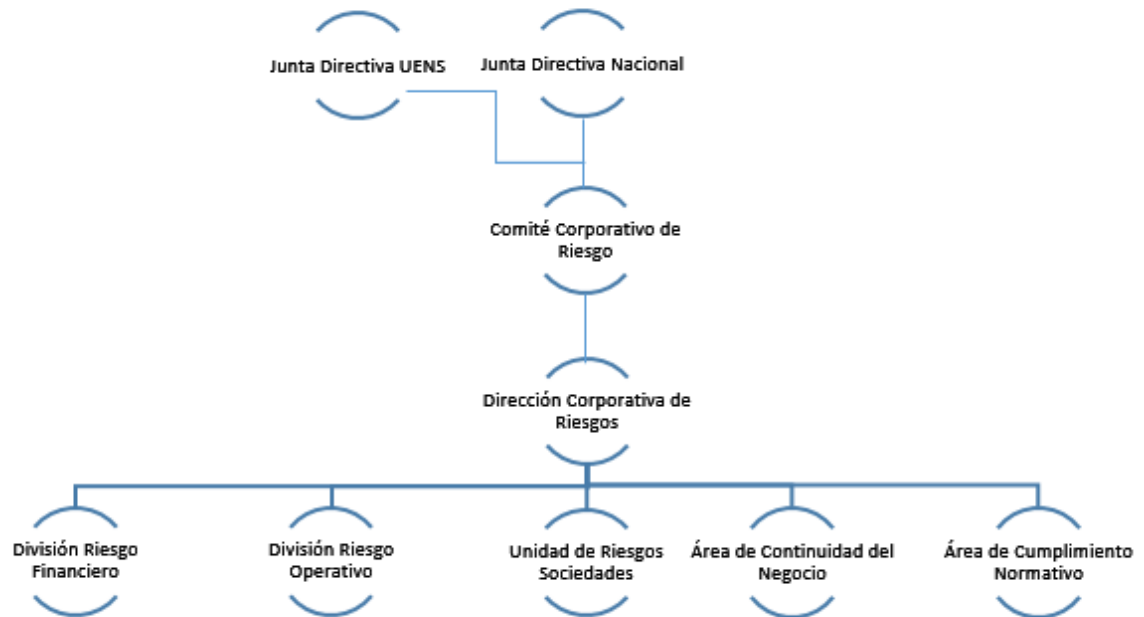 Junta Directiva UENS
Junta Directiva Nacional
Comité Corporativo de
Riesgo
Dirección Corporativa de
Riesgos
División Riesgo
Financiero
División Riesgo
Operativo
Unidad de Riesgos
Sociedades
Área de Continuidad del
Negocio
Área de Cumplimiento
Normativo